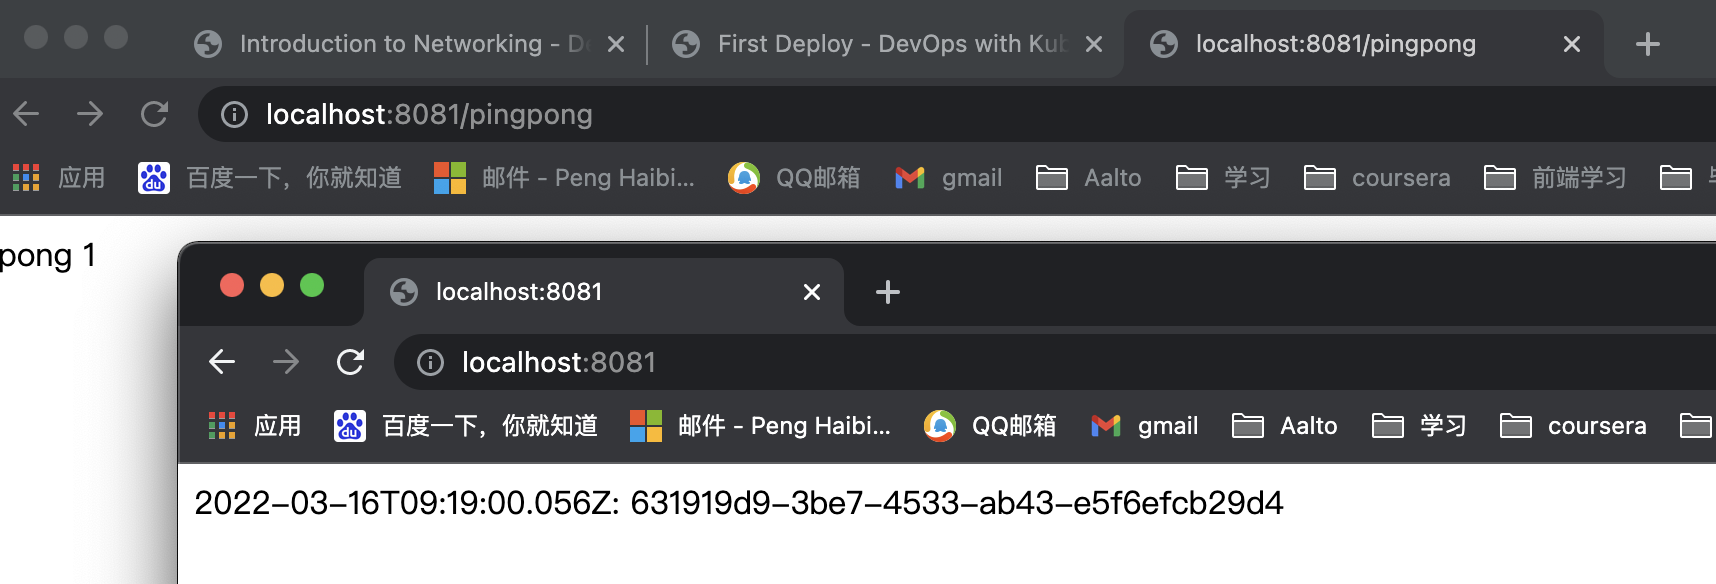 Introduction to Networking - D
First Deploy - DevOps with Kub
localhost:8081/pingpong
localhost:8081/pingpong
应用 du 百度一下，你就知道 邮件 - Peng Haibi... QQ邮箱 gmail Aalto 学习 coursera 前端学习
pong 1
localhost:8081
localhost:8081
应用 du 百度一下，你就知道 邮件 - Peng Haibi... QQ邮箱 gmail Aalto 学习 coursera
2022-03-16T09:19:00.056Z: 631919d9-3be7-4533-ab43-e5f6efcb29d4